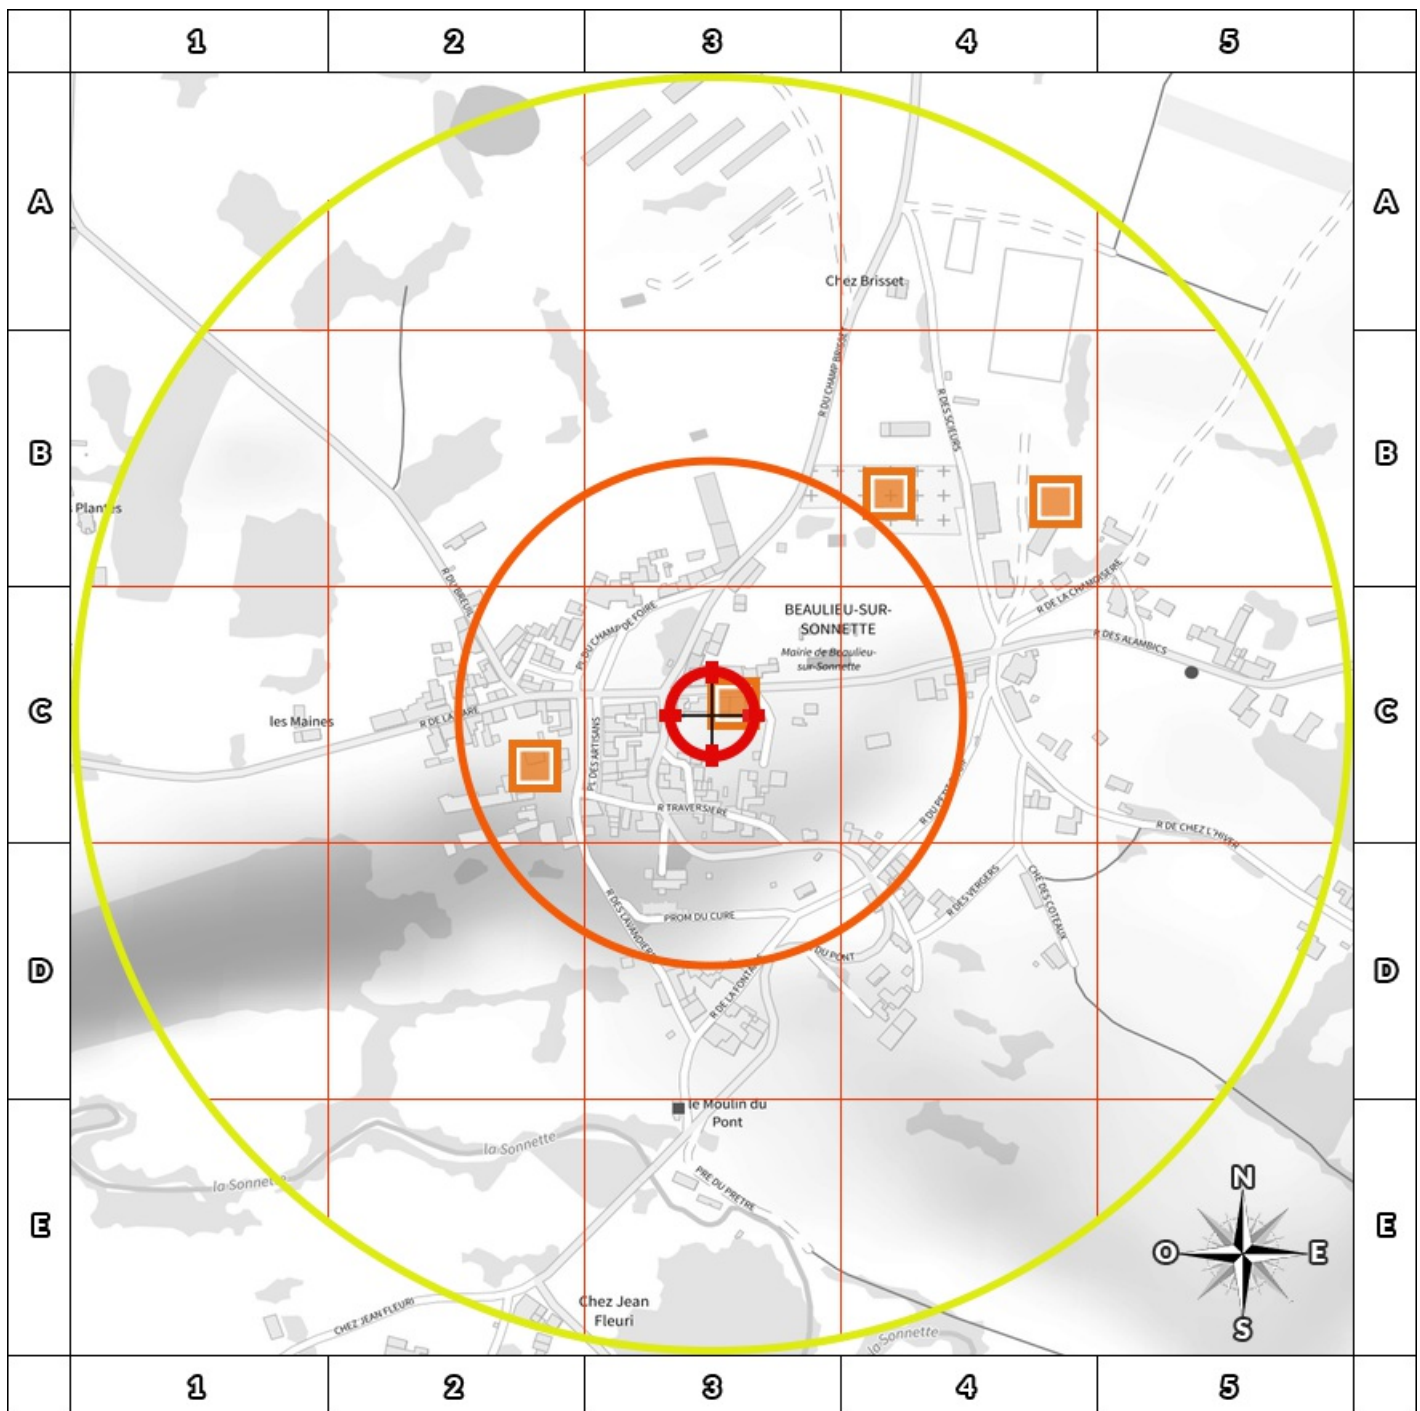 1 2 3 4 5
A A
Chez Brisset
R DU CHAMP BRISSET
R DES SCIEURS
B B
Plantes
R DU BREUIL
R DE LA CHAMOISERIE
BEAULIEU-SUR-
SONNETTE
PL DU CHAMP DE FOIRE
R DES ALAMBICS
Mairie de Beaulieu-
sur-Sonnette
C C
les Maines
R DE LA GARE
PL DES ARTISANS
R TRAVERSIERE
R DE CHEZ L'HIVER
R DES VERGERS
CHE DES COTEAUX
PROM DU CURE
R DES LAVANDIERES
DU PONT
D D
R DE LA FONTAINE
le Moulin du
Pont
la Sonnette
la Sonnette
PRE DU PRETRE
N
E E
O E
Chez Jean
Fleuri
CHEZ JEAN FLEURI
S
la Sonnette
1 2 3 4 5